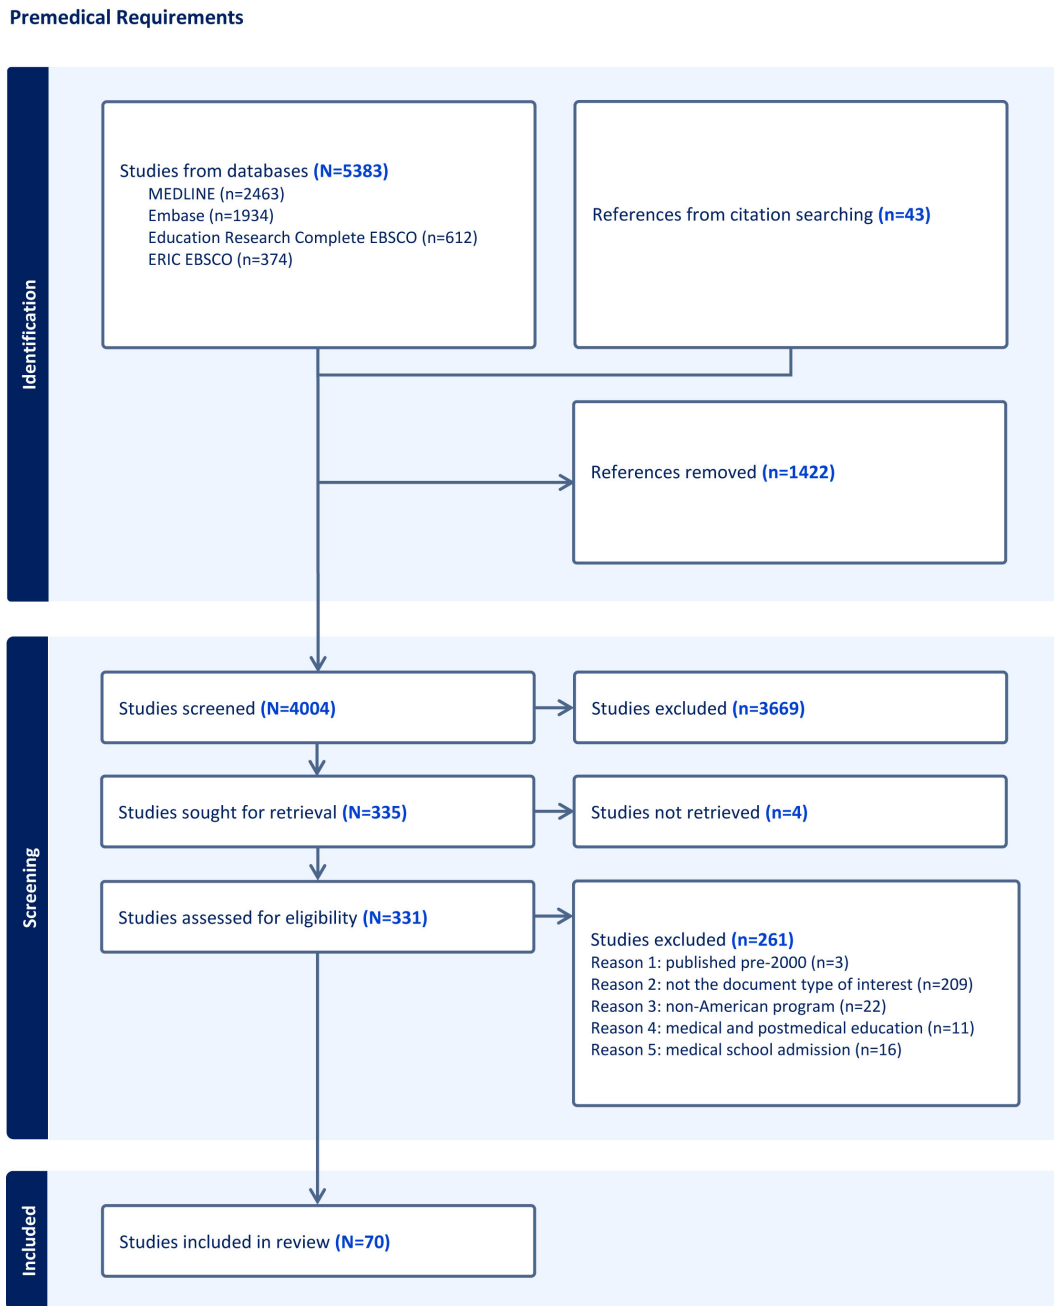 Premedical Requirements
Identification
Studies from databases (N=5383)
MEDLINE (n=2463)
Embase (n=1934)
Education Research Complete EBSCO (n=612)
ERIC EBSCO (n=374)
References from citation searching (n=43)
References removed (n=1422)
Screening
Studies screened (N=4004)
Studies excluded (n=3669)
Studies sought for retrieval (N=335)
Studies not retrieved (n=4)
Studies assessed for eligibility (N=331)
Studies excluded (n=261)
Reason 1: published pre-2000 (n=3)
Reason 2: not the document type of interest (n=209)
Reason 3: non-American program (n=22)
Reason 4: medical and postmedical education (n=11)
Reason 5: medical school admission (n=16)
Included
Studies included in review (N=70)